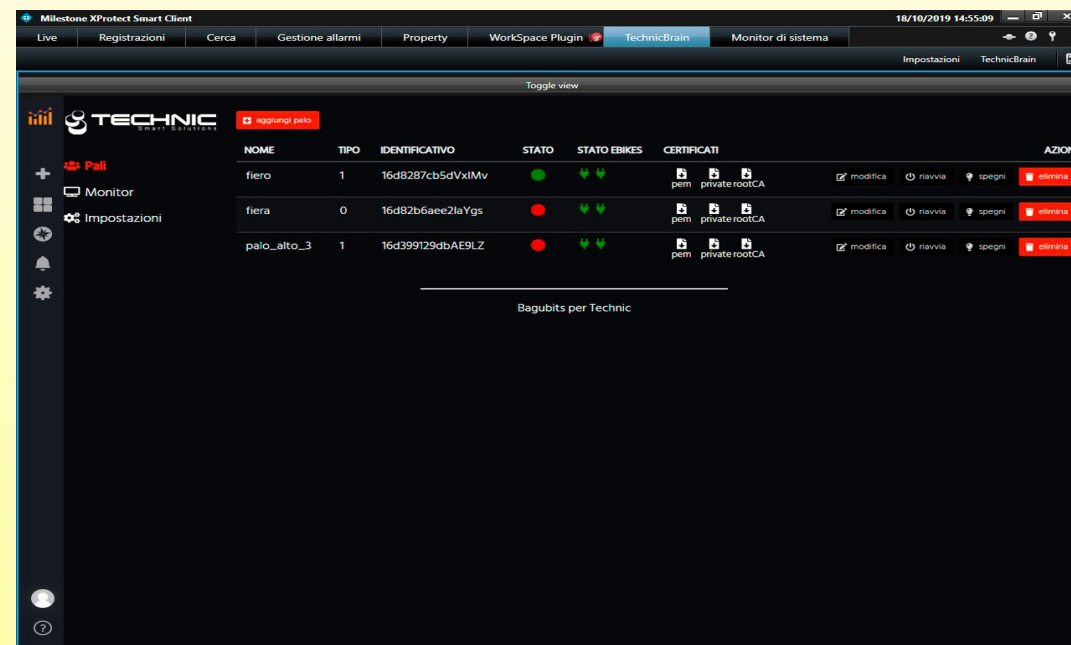 Milestone XProtect Smart Client 18/10/2019 14:55:09
Live Registrazioni Cerca Gestione allarmi Property WorkSpace Plugin TechnicBrain Monitor di sistema
Impostazioni TechnicBrain
Toggle view
TECHNIC
Smart Solutions
aggiungi palo
NOME TIPO IDENTIFICATIVO STATO STATO EBIKES CERTIFICATI AZION
Pali
Monitor
Impostazioni
fiero 1 16d8287cb5dVxIMv pem private rootCA modifica riavvia spegni elimina
fiera 0 16d82b6aee2IaYgs pem private rootCA modifica riavvia spegni elimina
palo_alto_3 1 16d399129dbAE9LZ pem private rootCA modifica riavvia spegni elimina
Bagubits per Technic